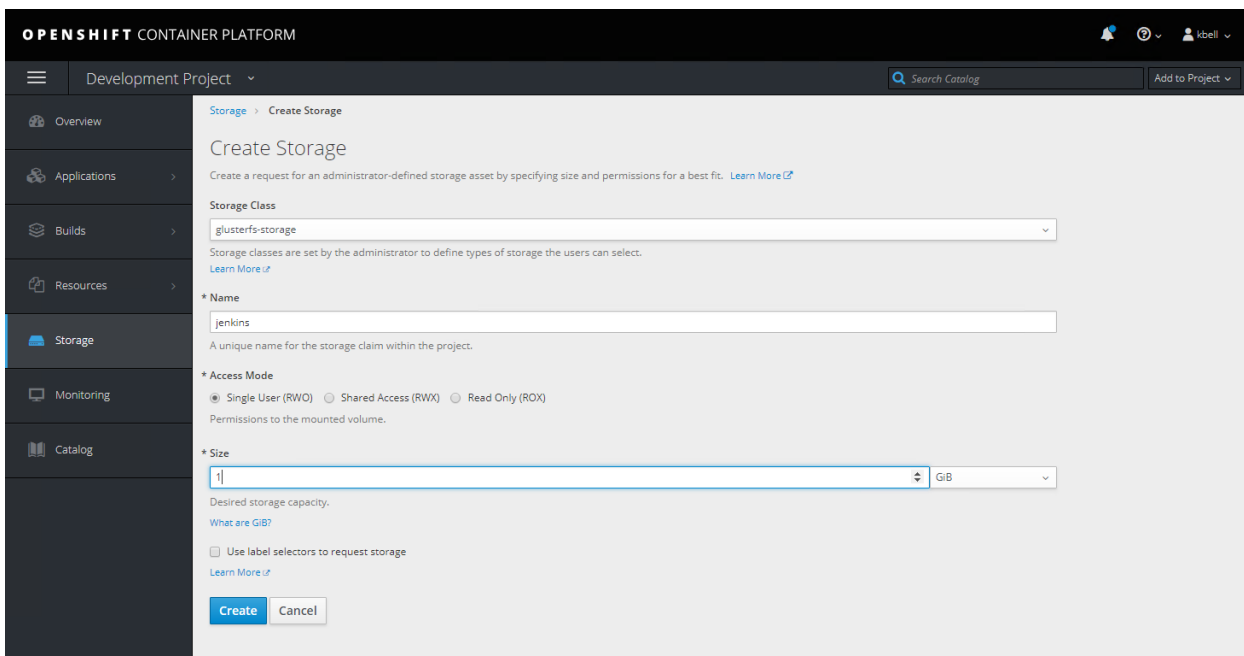 OPENSHIFT CONTAINER PLATFORM
kbell
Development Project
Search Catalog
Add to Project
Overview
Applications
Builds
Resources
Storage
Monitoring
Catalog
Storage > Create Storage
Create Storage
Create a request for an administrator-defined storage asset by specifying size and permissions for a best fit. Learn More
Storage Class
glusterfs-storage
Storage classes are set by the administrator to define types of storage the users can select.
Learn More
* Name
jenkins
A unique name for the storage claim within the project.
* Access Mode
Single User (RWO) Shared Access (RWX) Read Only (ROX)
Permissions to the mounted volume.
* Size
1 GiB
Desired storage capacity.
What are GiB?
Use label selectors to request storage
Learn More
Create Cancel